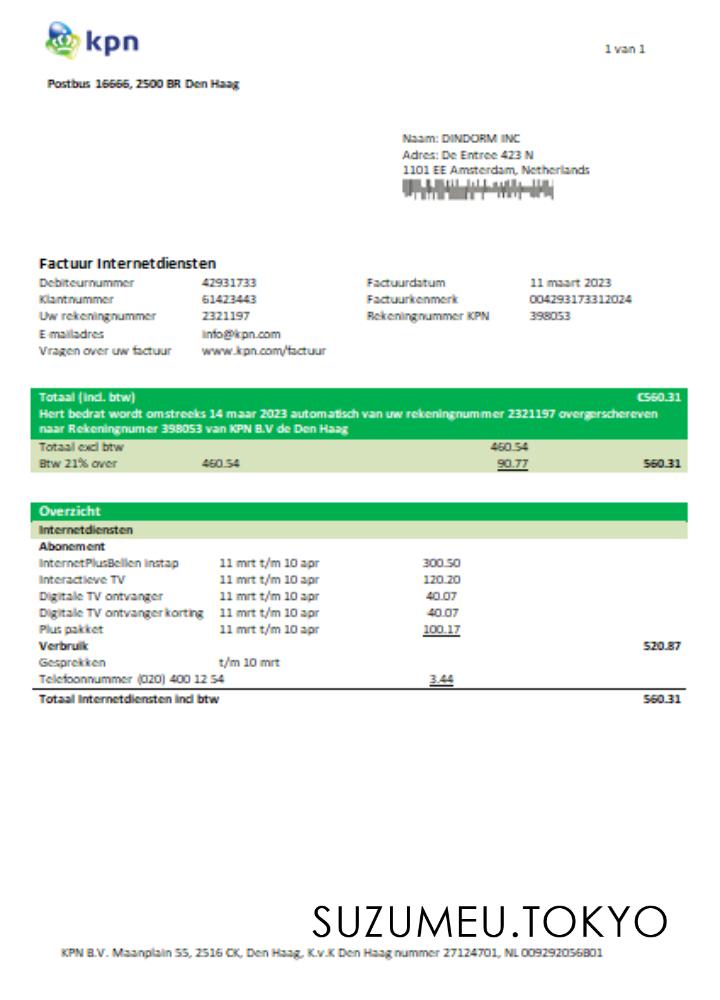 kpn
1 van 1
Postbus 16666, 2500 BR Den Haag
Naam: DINDORM INC
Adres: De Entree 423 N
1101 EE Amsterdam, Netherlands
Factuur Internetdiensten
Debiteurnummer 42931733 Factuurdatum 11 maart 2023
Klantnummer 61423443 Factuurkenmerk 004293173312024
Uw rekeningnummer 2321197 Rekeningnummer KPN 398053
E-mailadres info@kpn.com
Vragen over uw factuur www.kpn.com/factuur
Totaal (incl. btw) €560.31
Hert bedrat wordt omstreeks 14 maar 2023 automatisch van uw rekeningnummer 2321197 overgerschereven
naar Rekeningnumer 398053 van KPN B.V de Den Haag
Totaal excl btw 460.54
Btw 21% over 460.54 90.77 560.31
Overzicht
Internetdiensten
Abonement
InternetPlusBellen instap 11 mrt t/m 10 apr 300.50
Interactieve TV 11 mrt t/m 10 apr 120.20
Digitale TV ontvanger 11 mrt t/m 10 apr 40.07
Digitale TV ontvanger korting 11 mrt t/m 10 apr 40.07
Plus pakket 11 mrt t/m 10 apr 100.17
Verbruik 520.87
Gesprekken t/m 10 mrt
Telefoonnummer (020) 400 12 54 3.44
Totaal Internetdiensten incl btw 560.31
SUZUMEU.TOKYO
KPN B.V. Maanplain 55, 2516 CK, Den Haag, K.v.K Den Haag nummer 27124701, NL 009292056B01